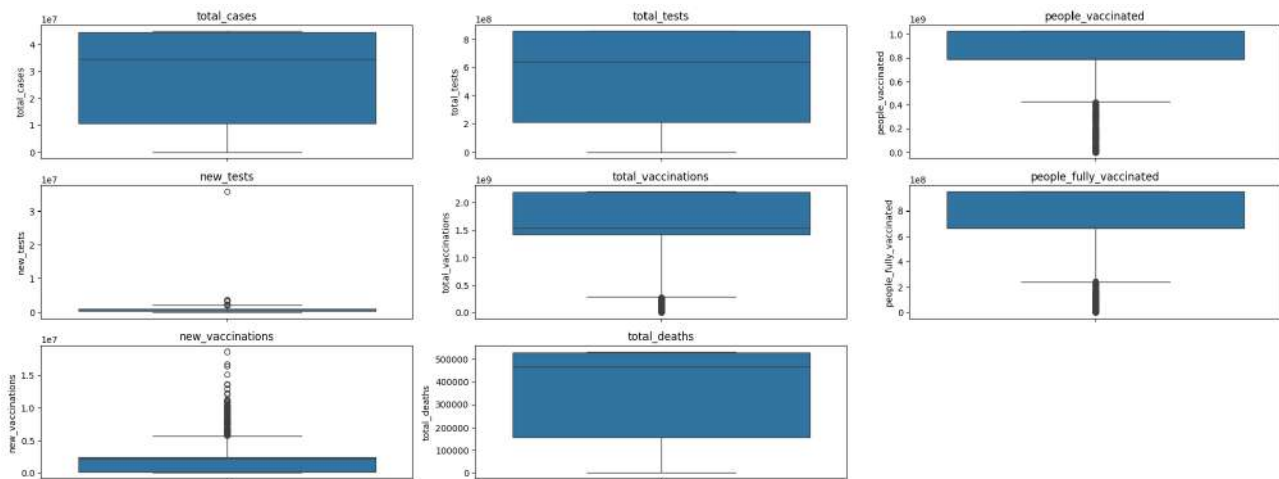 total_cases
1e7
4
3
2
1
0
total_cases
total_tests
1e8
8
6
4
2
0
total_tests
people_vaccinated
1e9
1.0
0.8
0.6
0.4
0.2
0.0
people_vaccinated
new_tests
1e7
3
2
1
0
new_tests
total_vaccinations
1e9
2.0
1.5
1.0
0.5
0.0
total_vaccinations
people_fully_vaccinated
1e8
8
6
4
2
0
people_fully_vaccinated
new_vaccinations
1e7
1.5
1.0
0.5
0.0
new_vaccinations
total_deaths
500000
400000
300000
200000
100000
0
total_deaths